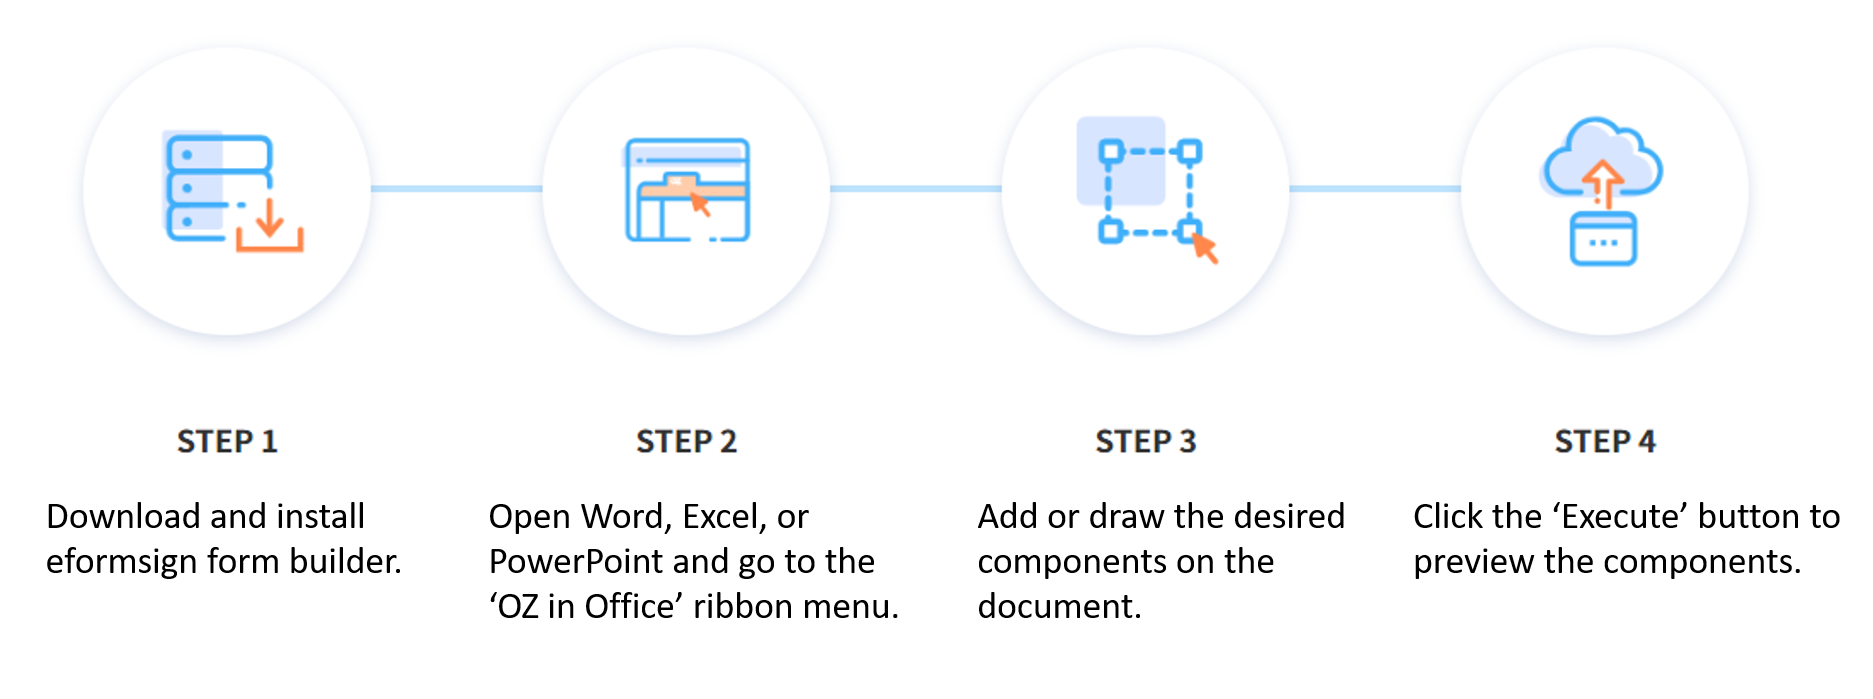 STEP 1
Download and install
eformsign form builder.
STEP 2
Open Word, Excel, or
PowerPoint and go to the
‘OZ in Office’ ribbon menu.
STEP 3
Add or draw the desired
components on the
document.
STEP 4
Click the ‘Execute’ button to
preview the components.